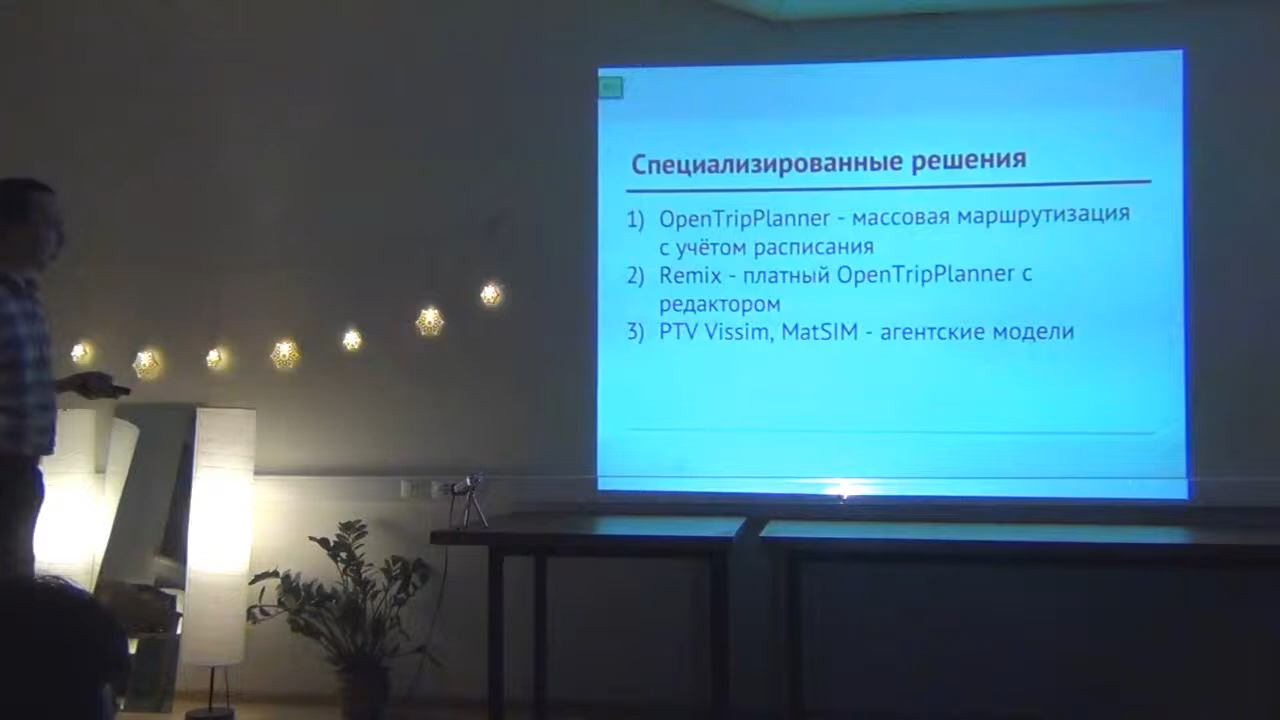 Специализированные решения
1) OpenTripPlanner - массовая маршрутизация
с учётом расписания
2) Remix - платный OpenTripPlanner с
редактором
3) PTV Vissim, MatSIM - агентские модели